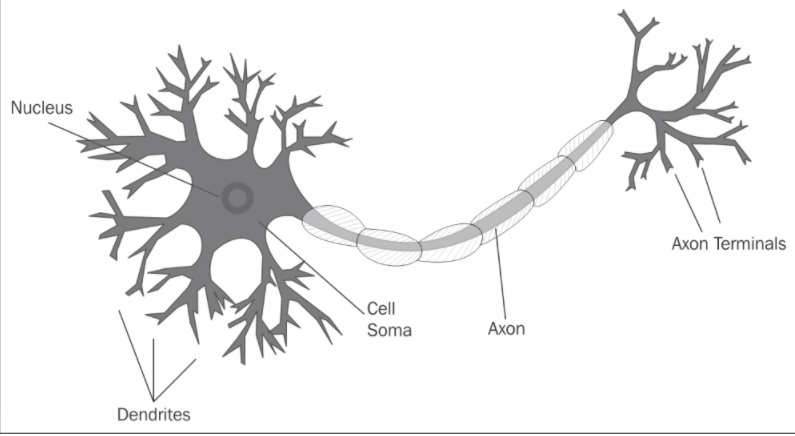 Nucleus
Axon Terminals
Cell
Soma
Axon
Dendrites